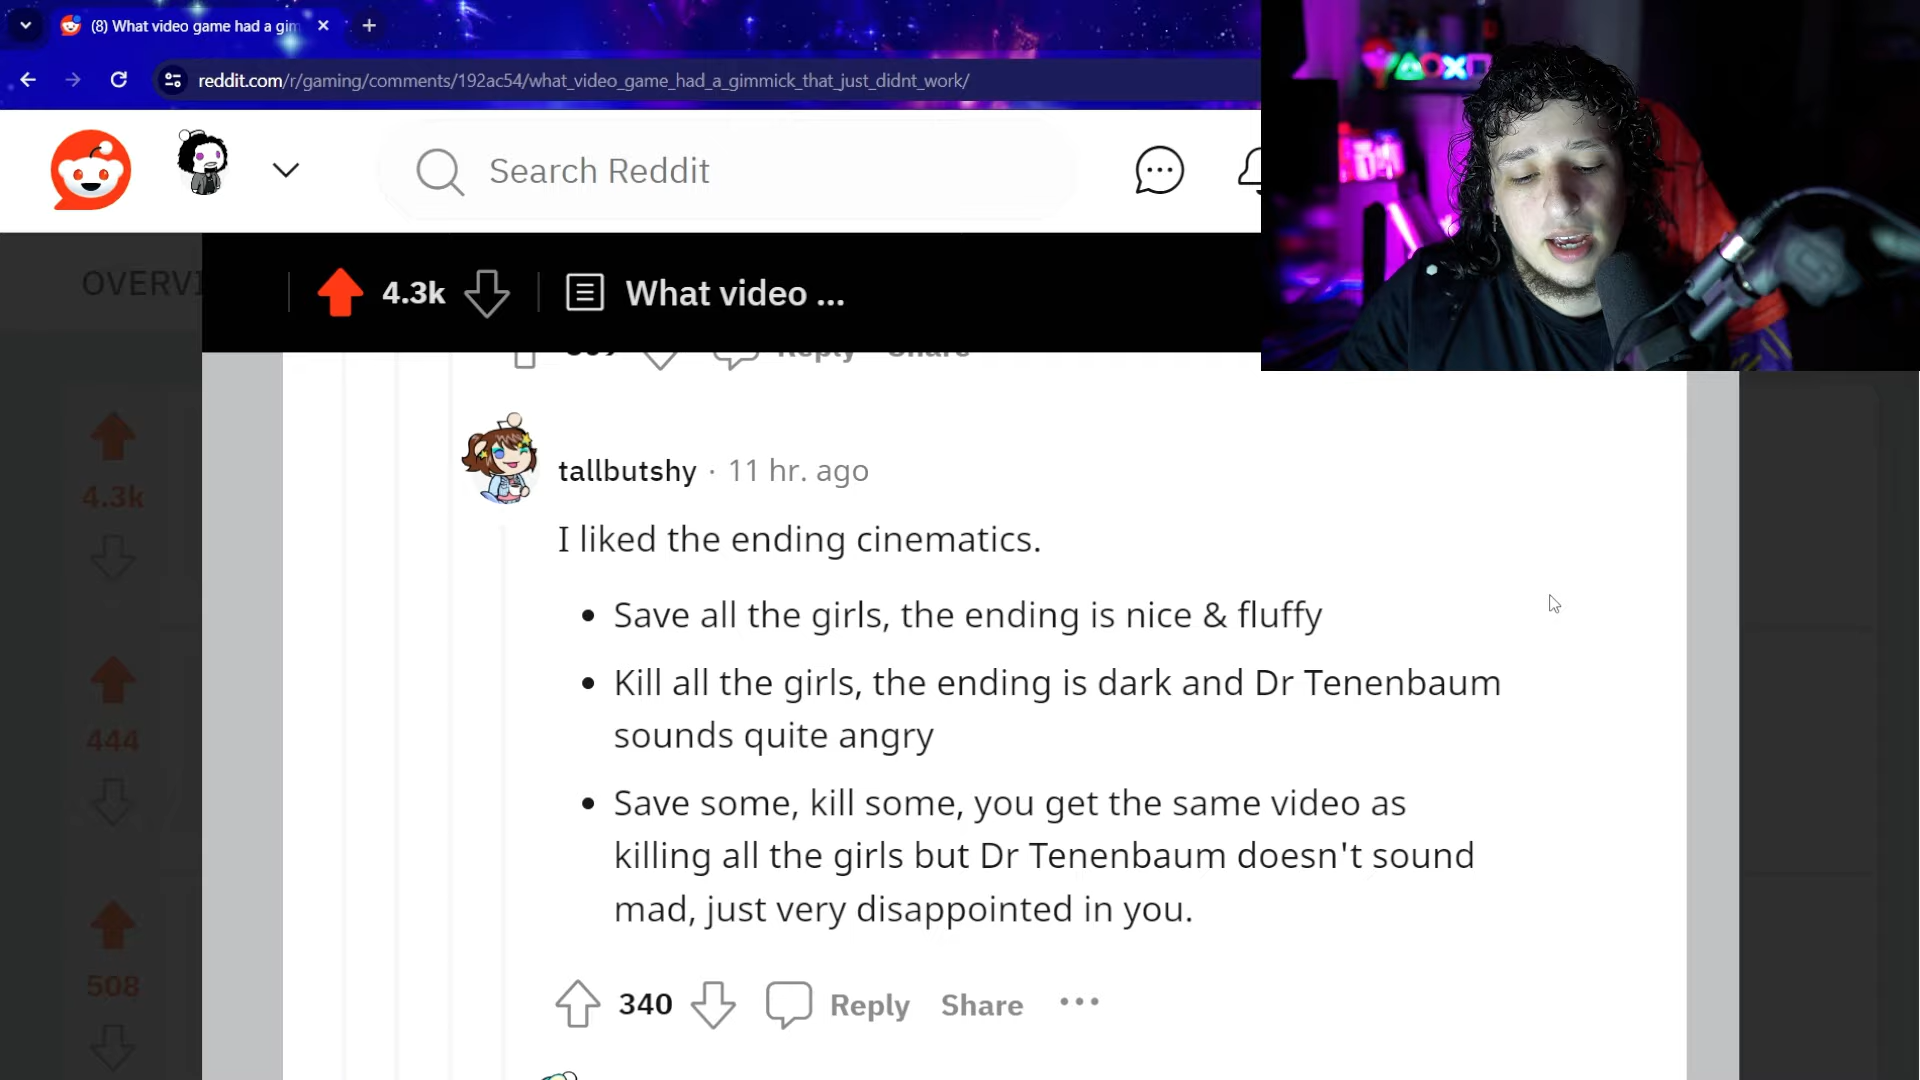 (8) What video game had a gim
reddit.com/r/gaming/comments/192ac54/what_video_game_had_a_gimmick_that_just_didnt_work/
Search Reddit
OVERVI
4.3k
What video ...
Reply Share
tallbutshy · 11 hr. ago
I liked the ending cinematics.
• Save all the girls, the ending is nice & fluffy
• Kill all the girls, the ending is dark and Dr Tenenbaum
sounds quite angry
• Save some, kill some, you get the same video as
killing all the girls but Dr Tenenbaum doesn't sound
mad, just very disappointed in you.
340 Reply Share
4.3k
444
508